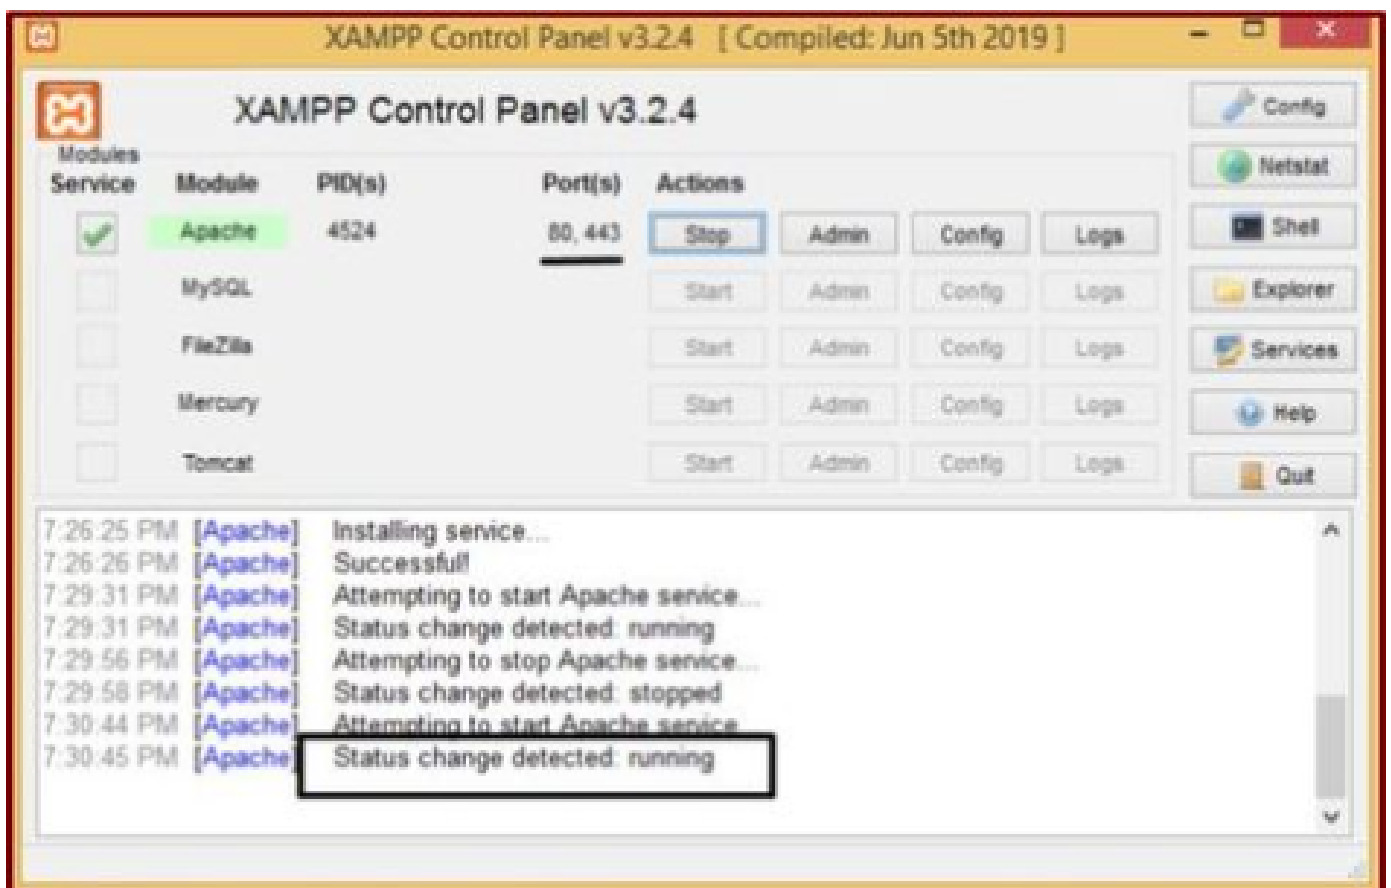 XAMPP Control Panel v3.2.4 [ Compiled: Jun 5th 2019 ]
XAMPP Control Panel v3.2.4
Config
Modules
Service Module PID(s) Port(s) Actions
Netstat
Apache 4524 80, 443 Stop Admin Config Logs
Shell
MySQL Start Admin Config Logs
Explorer
FileZilla Start Admin Config Logs
Services
Mercury Start Admin Config Logs
Help
Tomcat Start Admin Config Logs
Quit
7:26:25 PM [Apache] Installing service...
7:26:26 PM [Apache] Successful!
7:29:31 PM [Apache] Attempting to start Apache service...
7:29:31 PM [Apache] Status change detected: running
7:29:56 PM [Apache] Attempting to stop Apache service...
7:29:58 PM [Apache] Status change detected: stopped
7:30:44 PM [Apache] Attempting to start Apache service...
7:30:45 PM [Apache] Status change detected: running